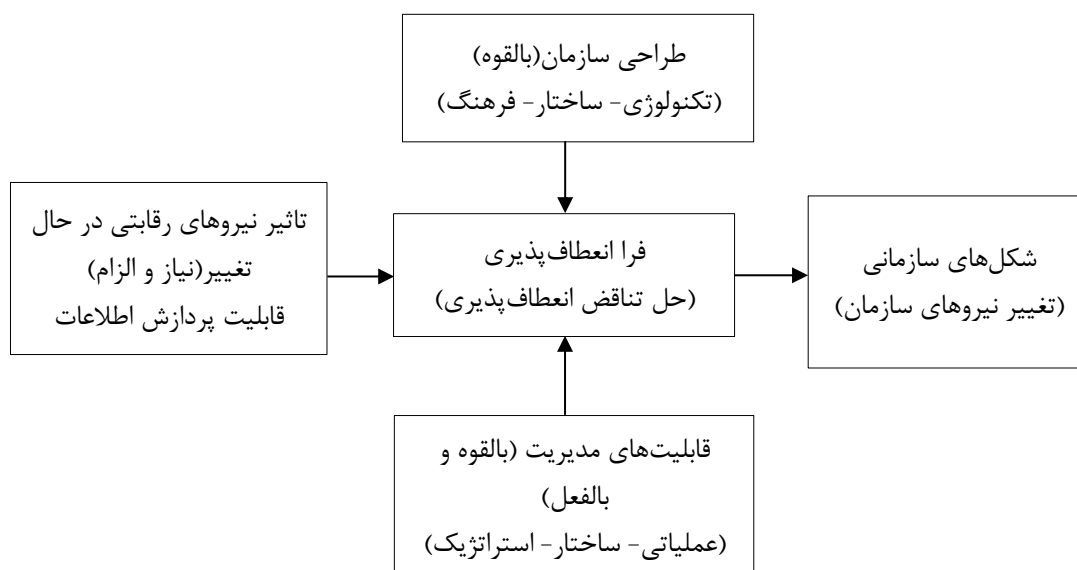 طراحی سازمان(بالقوه)
(تکنولوژی- ساختار- فرهنگ)
تاثیر نیروهای رقابتی در حال
تغییر(نیاز و الزام)
قابلیت پردازش اطلاعات
فرا انعطاف‌پذیری
(حل تناقض انعطاف‌پذیری)
شکل‌های سازمانی
(تغییر نیروهای سازمان)
قابلیت‌های مدیریت (بالقوه و
بالفعل)
(عملیاتی- ساختار- استراتژیک)